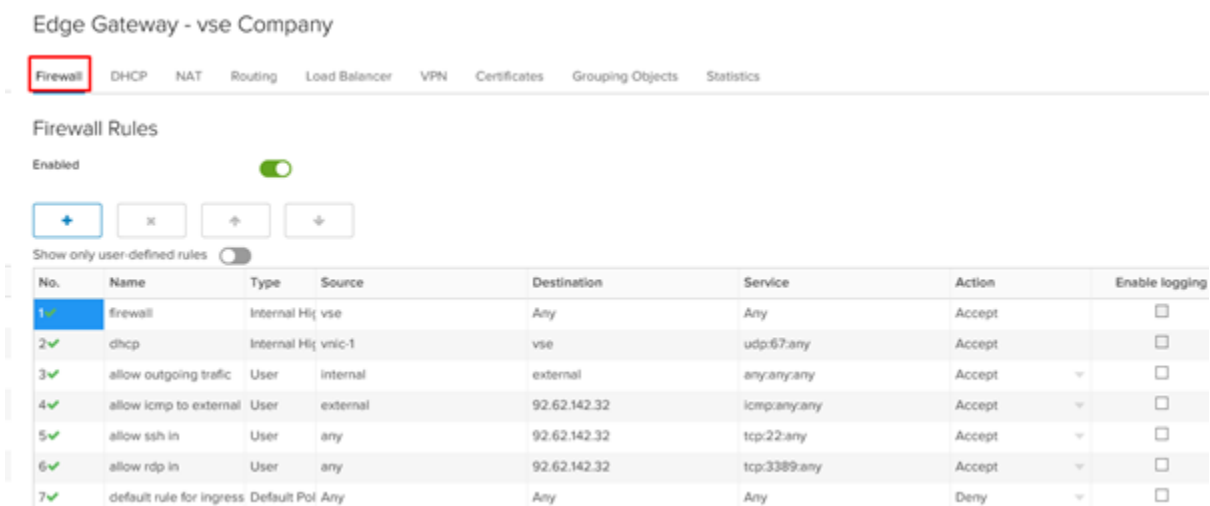 Edge Gateway - vse Company
Firewall DHCP NAT Routing Load Balancer VPN Certificates Grouping Objects Statistics
Firewall Rules
Enabled
Show only user-defined rules
No. Name Type Source Destination Service Action Enable logging
1 firewall Internal Hig vse Any Any Accept
2 dhcp Internal Hig vnic-1 vse udp:67:any Accept
3 allow outgoing trafic User internal external any:any:any Accept
4 allow icmp to external User external 92.62.142.32 icmp:any:any Accept
5 allow ssh in User any 92.62.142.32 tcp:22:any Accept
6 allow rdp in User any 92.62.142.32 tcp:3389:any Accept
7 default rule for ingress Default Pol Any Any Any Deny